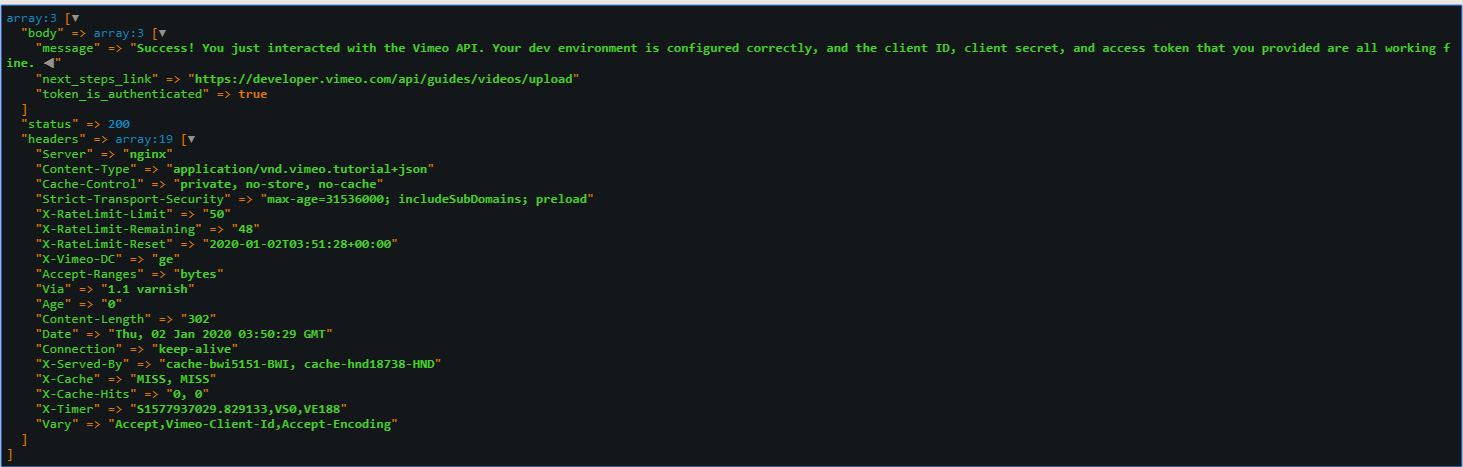 array:3 [▼
  "body" => array:3 [▼
    "message" => "Success! You just interacted with the Vimeo API. Your dev environment is configured correctly, and the client ID, client secret, and access token that you provided are all working f
ine. ◀"
    "next_steps_link" => "https://developer.vimeo.com/api/guides/videos/upload"
    "token_is_authenticated" => true
  ]
  "status" => 200
  "headers" => array:19 [▼
    "Server" => "nginx"
    "Content-Type" => "application/vnd.vimeo.tutorial+json"
    "Cache-Control" => "private, no-store, no-cache"
    "Strict-Transport-Security" => "max-age=31536000; includeSubDomains; preload"
    "X-RateLimit-Limit" => "50"
    "X-RateLimit-Remaining" => "48"
    "X-RateLimit-Reset" => "2020-01-02T03:51:28+00:00"
    "X-Vimeo-DC" => "ge"
    "Accept-Ranges" => "bytes"
    "Via" => "1.1 varnish"
    "Age" => "0"
    "Content-Length" => "302"
    "Date" => "Thu, 02 Jan 2020 03:50:29 GMT"
    "Connection" => "keep-alive"
    "X-Served-By" => "cache-bwi5151-BWI, cache-hnd18738-HND"
    "X-Cache" => "MISS, MISS"
    "X-Cache-Hits" => "0, 0"
    "X-Timer" => "S1577937029.829133,VS0,VE188"
    "Vary" => "Accept,Vimeo-Client-Id,Accept-Encoding"
  ]
]